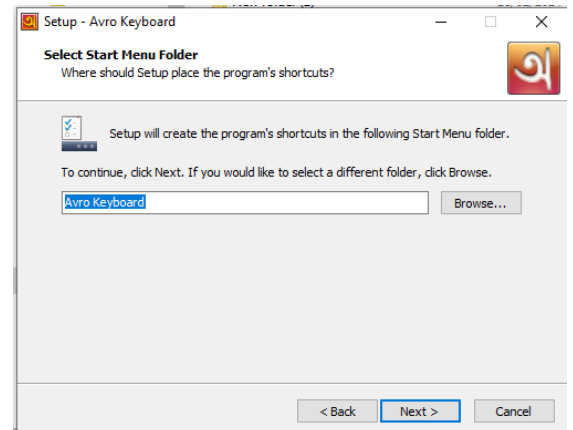 Setup - Avro Keyboard
Select Start Menu Folder
Where should Setup place the program's shortcuts?
অ
Setup will create the program's shortcuts in the following Start Menu folder.
To continue, click Next. If you would like to select a different folder, click Browse.
Avro Keyboard
Browse...
< Back
Next >
Cancel